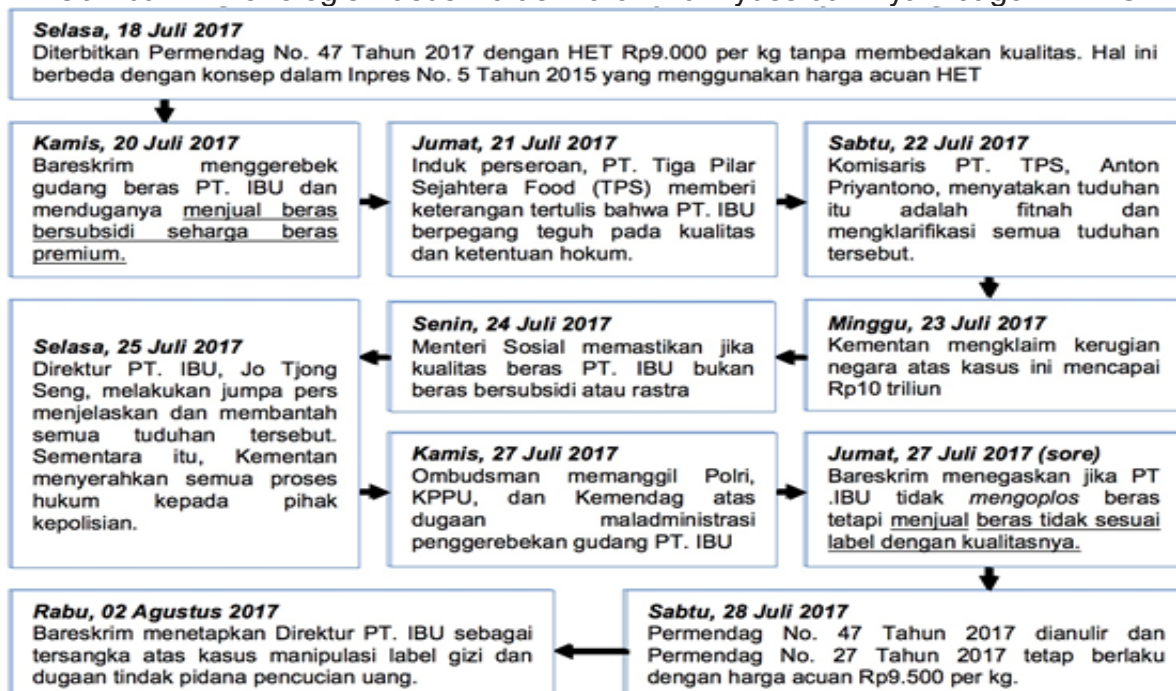 Selasa, 18 Juli 2017
Diterbitkan Permendag No. 47 Tahun 2017 dengan HET Rp9.000 per kg tanpa membedakan kualitas. Hal ini
berbeda dengan konsep dalam Inpres No. 5 Tahun 2015 yang menggunakan harga acuan HET
Kamis, 20 Juli 2017
Bareskrim menggerebek
gudang beras PT. IBU dan
menduganya menjual beras
bersubsidi seharga beras
premium.
Jumat, 21 Juli 2017
Induk perseroan, PT. Tiga Pilar
Sejahtera Food (TPS) memberi
keterangan tertulis bahwa PT. IBU
berpegang teguh pada kualitas
dan ketentuan hokum.
Sabtu, 22 Juli 2017
Komisaris PT. TPS, Anton
Priyantono, menyatakan tuduhan
itu adalah fitnah dan
mengklarifikasi semua tuduhan
tersebut.
Minggu, 23 Juli 2017
Kementan mengklaim kerugian
negara atas kasus ini mencapai
Rp10 triliun
Senin, 24 Juli 2017
Menteri Sosial memastikan jika
kualitas beras PT. IBU bukan
beras bersubsidi atau rastra
Selasa, 25 Juli 2017
Direktur PT. IBU, Jo Tjong
Seng, melakukan jumpa pers
menjelaskan dan membantah
semua tuduhan tersebut.
Sementara itu, Kementan
menyerahkan semua proses
hukum kepada pihak
kepolisian.
Kamis, 27 Juli 2017
Ombudsman memanggil Polri,
KPPU, dan Kemendag atas
dugaan maladministrasi
penggerebekan gudang PT. IBU
Jumat, 27 Juli 2017 (sore)
Bareskrim menegaskan jika PT
.IBU tidak mengoplos beras
tetapi menjual beras tidak sesuai
label dengan kualitasnya.
Sabtu, 28 Juli 2017
Permendag No. 47 Tahun 2017 dianulir dan
Permendag No. 27 Tahun 2017 tetap berlaku
dengan harga acuan Rp9.500 per kg.
Rabu, 02 Agustus 2017
Bareskrim menetapkan Direktur PT. IBU sebagai
tersangka atas kasus manipulasi label gizi dan
dugaan tindak pidana pencucian uang.